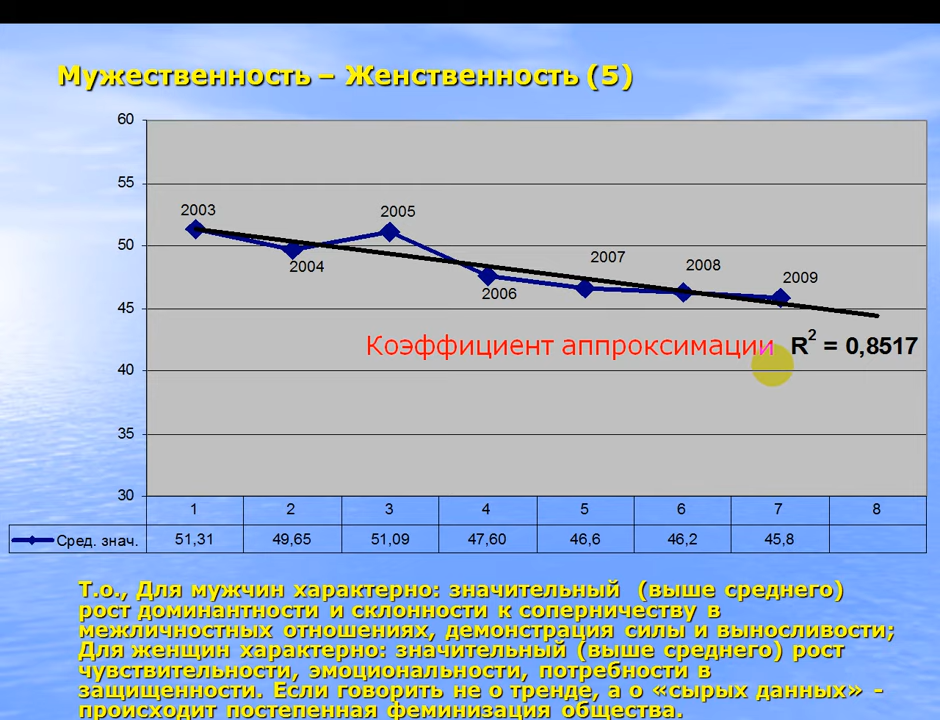 Мужественность – Женственность (5)
60
55
50
45
40
35
30
2003
2004
2005
2006
2007
2008
2009
Коэффициент аппроксимации R² = 0,8517
1 2 3 4 5 6 7 8
Сред. знач. 51,31 49,65 51,09 47,60 46,6 46,2 45,8
Т.о., Для мужчин характерно: значительный (выше среднего)
рост доминантности и склонности к соперничеству в
межличностных отношениях, демонстрация силы и выносливости;
Для женщин характерно: значительный (выше среднего) рост
чувствительности, эмоциональности, потребности в
защищенности. Если говорить не о тренде, а о «сырых данных» -
происходит постепенная феминизация общества.